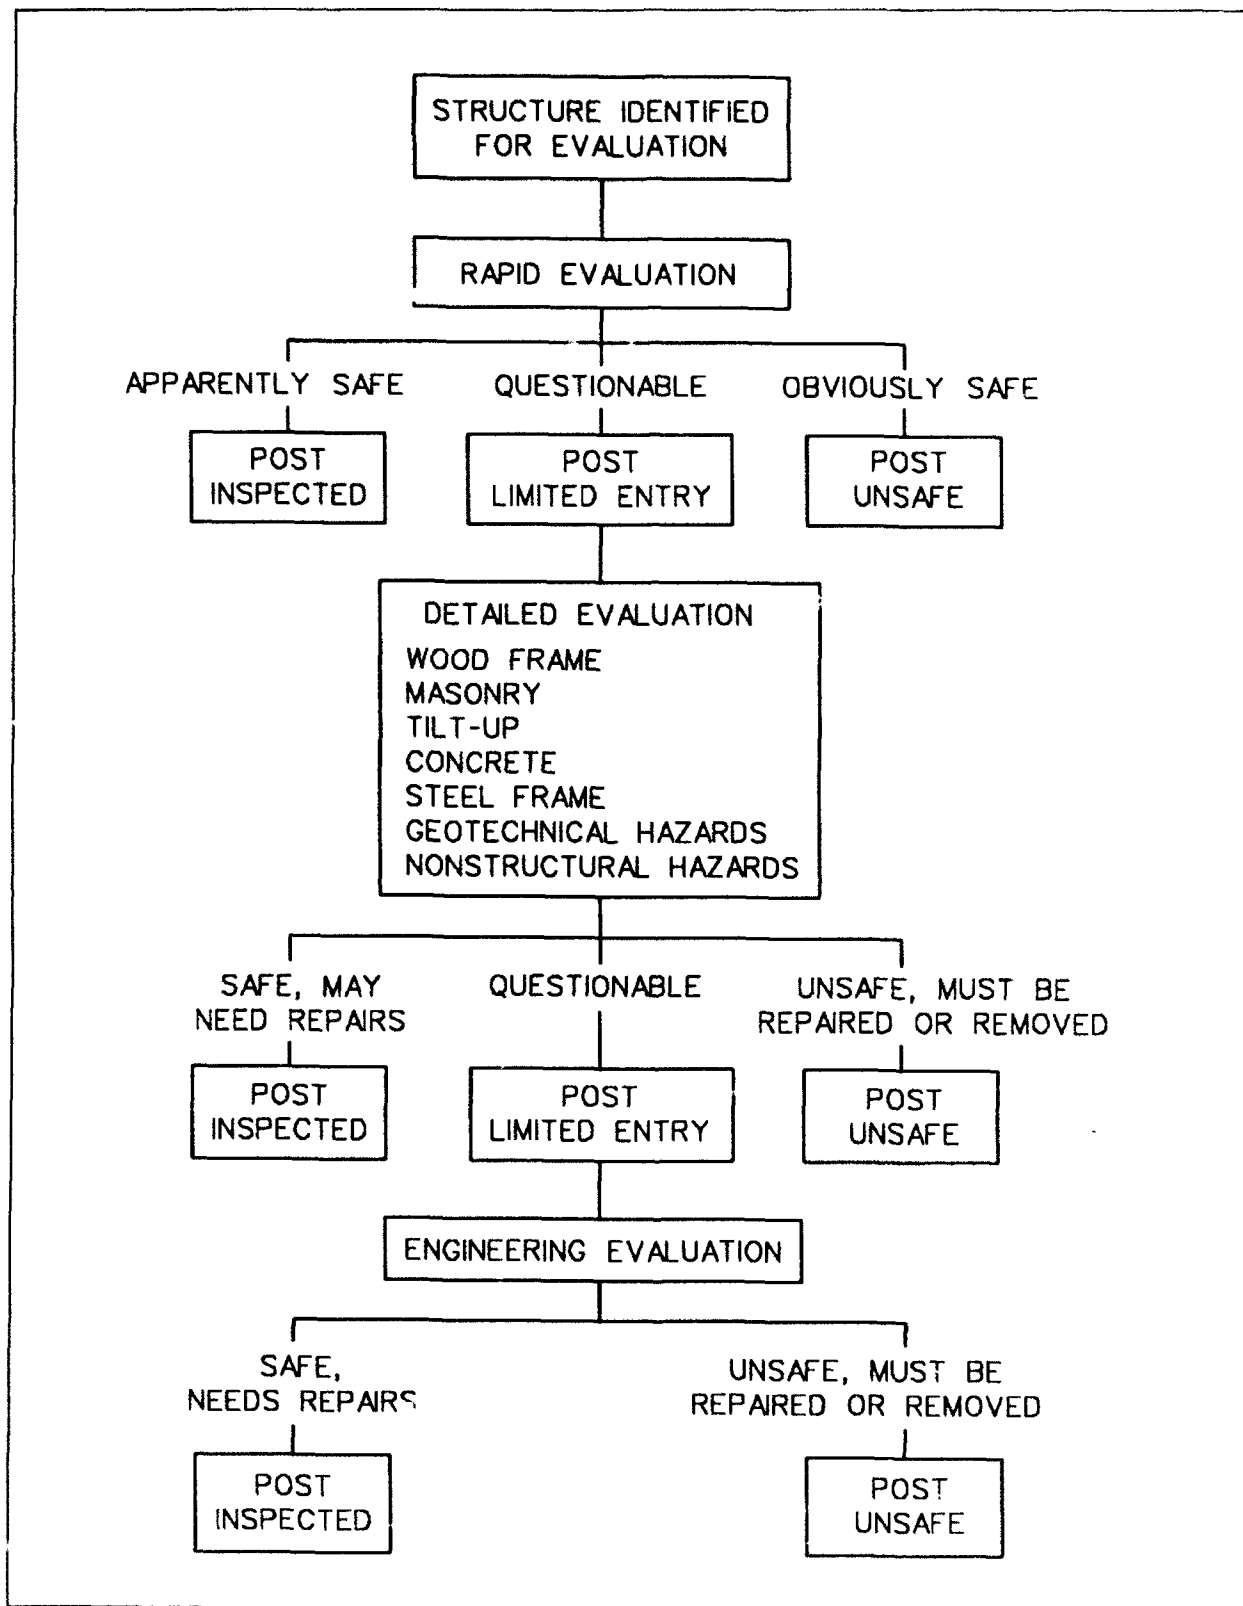 STRUCTURE IDENTIFIED
FOR EVALUATION
RAPID EVALUATION
APPARENTLY SAFE
QUESTIONABLE
OBVIOUSLY SAFE
POST
INSPECTED
POST
LIMITED ENTRY
POST
UNSAFE
DETAILED EVALUATION
WOOD FRAME
MASONRY
TILT-UP
CONCRETE
STEEL FRAME
GEOTECHNICAL HAZARDS
NONSTRUCTURAL HAZARDS
SAFE, MAY
NEED REPAIRS
QUESTIONABLE
UNSAFE, MUST BE
REPAIRED OR REMOVED
POST
INSPECTED
POST
LIMITED ENTRY
POST
UNSAFE
ENGINEERING EVALUATION
SAFE,
NEEDS REPAIRS
UNSAFE, MUST BE
REPAIRED OR REMOVED
POST
INSPECTED
POST
UNSAFE